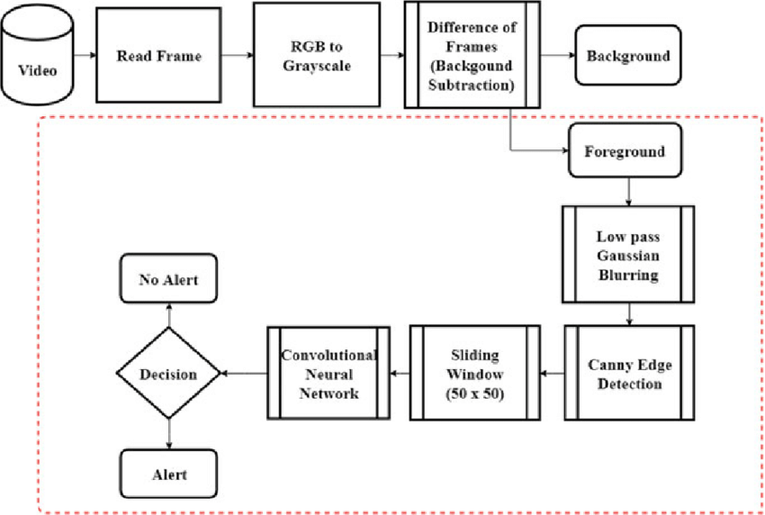 Video
Read Frame
RGB to
Grayscale
Difference of
Frames
(Backgound
Subtraction)
Background
Foreground
Low pass
Gaussian
Blurring
Canny Edge
Detection
Sliding
Window
(50 x 50)
Convolutional
Neural
Network
Decision
No Alert
Alert